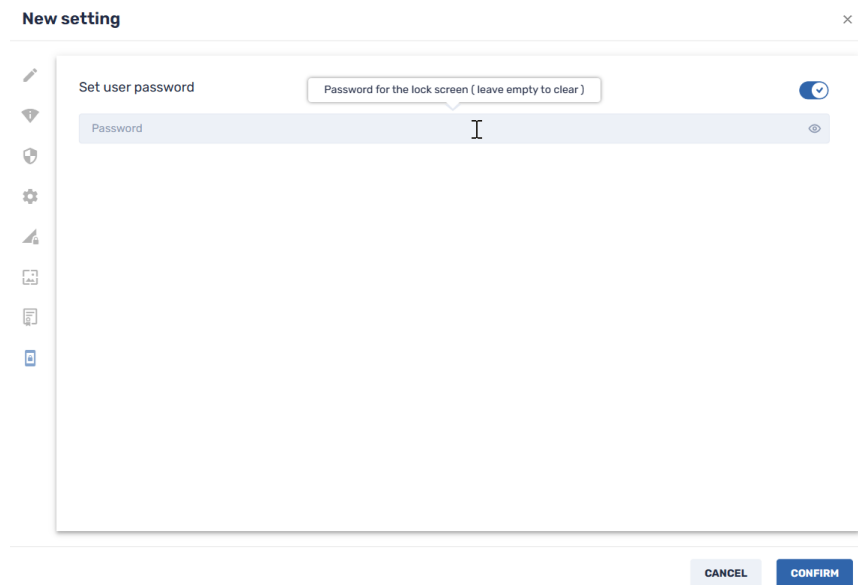 New setting
Set user password
Password for the lock screen ( leave empty to clear )
Password
CANCEL
CONFIRM